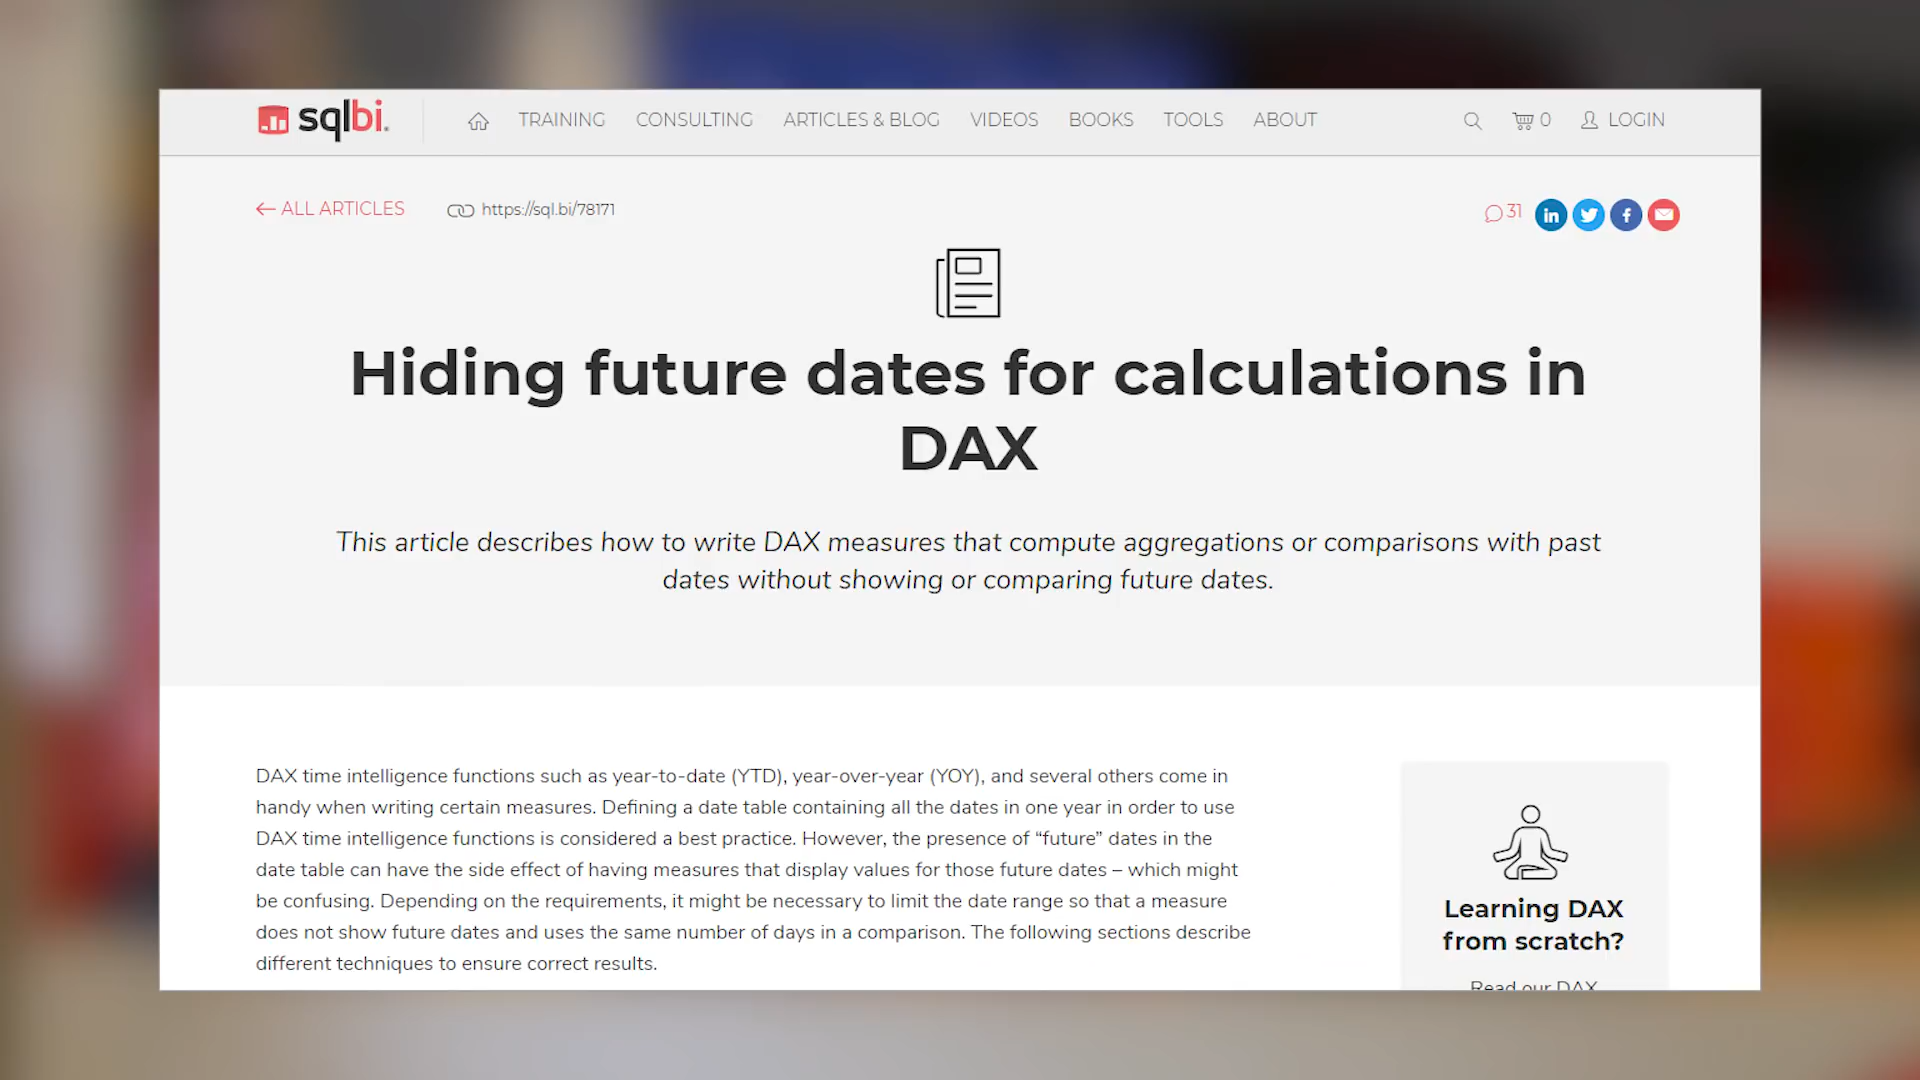 sqlbi.
TRAINING CONSULTING ARTICLES & BLOG VIDEOS BOOKS TOOLS ABOUT 0 LOGIN
← ALL ARTICLES https://sql.bi/78171 31
Hiding future dates for calculations in
DAX
This article describes how to write DAX measures that compute aggregations or comparisons with past
dates without showing or comparing future dates.
DAX time intelligence functions such as year-to-date (YTD), year-over-year (YOY), and several others come in
handy when writing certain measures. Defining a date table containing all the dates in one year in order to use
DAX time intelligence functions is considered a best practice. However, the presence of “future” dates in the
date table can have the side effect of having measures that display values for those future dates – which might
be confusing. Depending on the requirements, it might be necessary to limit the date range so that a measure
does not show future dates and uses the same number of days in a comparison. The following sections describe
different techniques to ensure correct results.
Learning DAX
from scratch?
Read our DAX